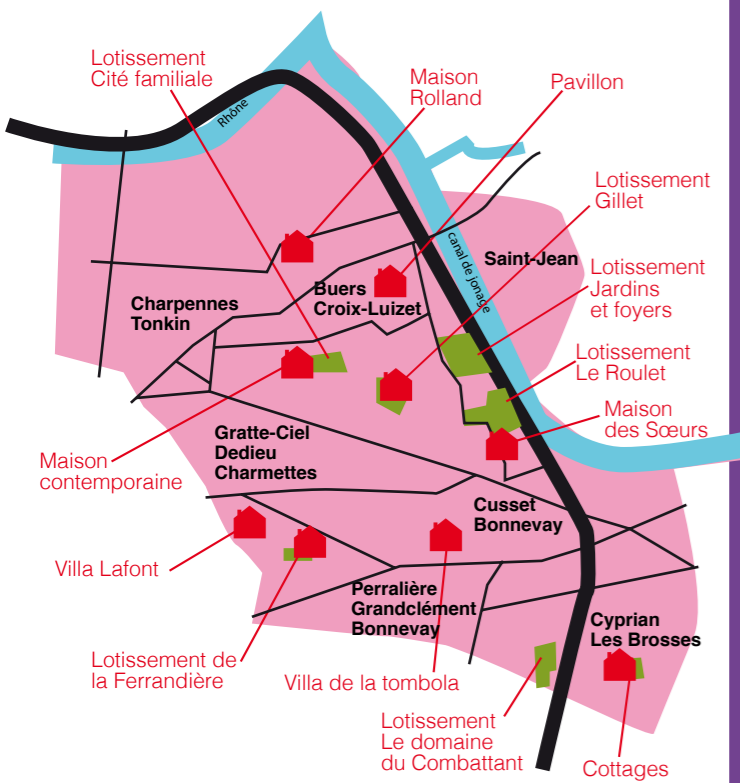 Lotissement
Cité familiale
Maison
Rolland
Pavillon
Rhône
Lotissement
Gillet
canal de jonage
Saint-Jean
Lotissement
Jardins
et foyers
Charpennes
Tonkin
Buers
Croix-Luizet
Lotissement
Le Roulet
Maison
des Sœurs
Gratte-Ciel
Dedieu
Charmettes
Maison
contemporaine
Cusset
Bonnevay
Villa Lafont
Perralière
Grandclément
Bonnevay
Cyprian
Les Brosses
Lotissement de
la Ferrandière
Villa de la tombola
Lotissement
Le domaine
du Combattant
Cottages